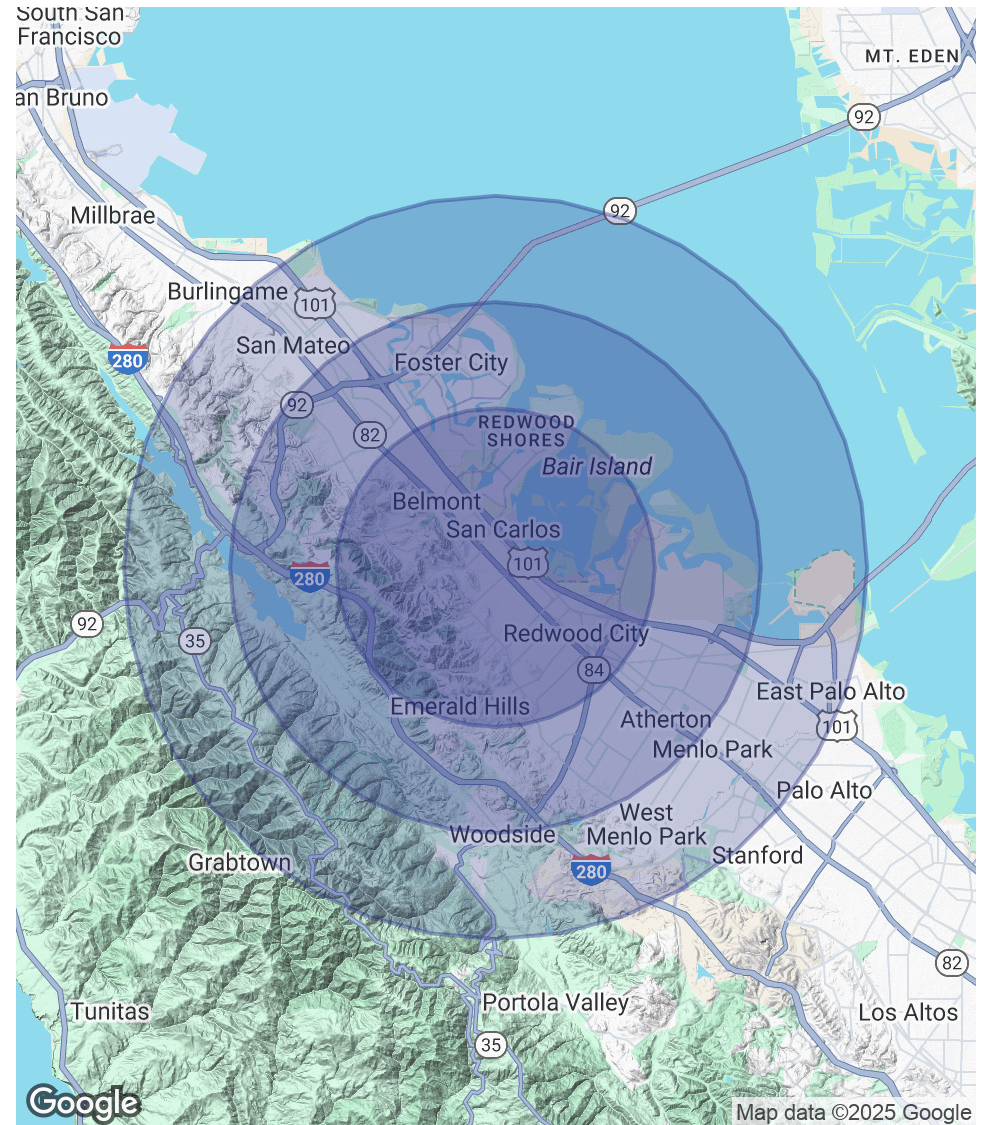 South San
Francisco
MT. EDEN
an Bruno
92
Millbrae
92
Burlingame
101
San Mateo
280
Foster City
92
REDWOOD
SHORES
82
Bair Island
Belmont
San Carlos
101
280
92
35
Redwood City
84
East Palo Alto
Emerald Hills
Atherton
101
Menlo Park
Palo Alto
West
Menlo Park
Woodside
Stanford
Grabtown
280
82
Portola Valley
Tunitas
Los Altos
35
Google
Map data ©2025 Google